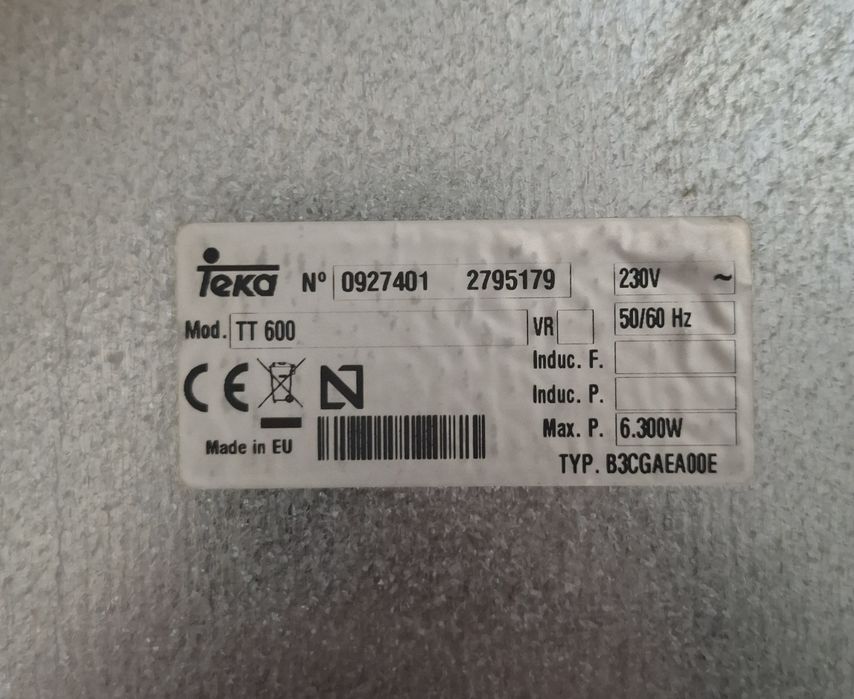 Teka Nº 0927401 2795179 230V ~
Mod. TT 600 VR 50/60 Hz
Induc. F.
CE Induc. P.
Made in EU Max. P. 6.300W
TYP. B3CGAEA00E